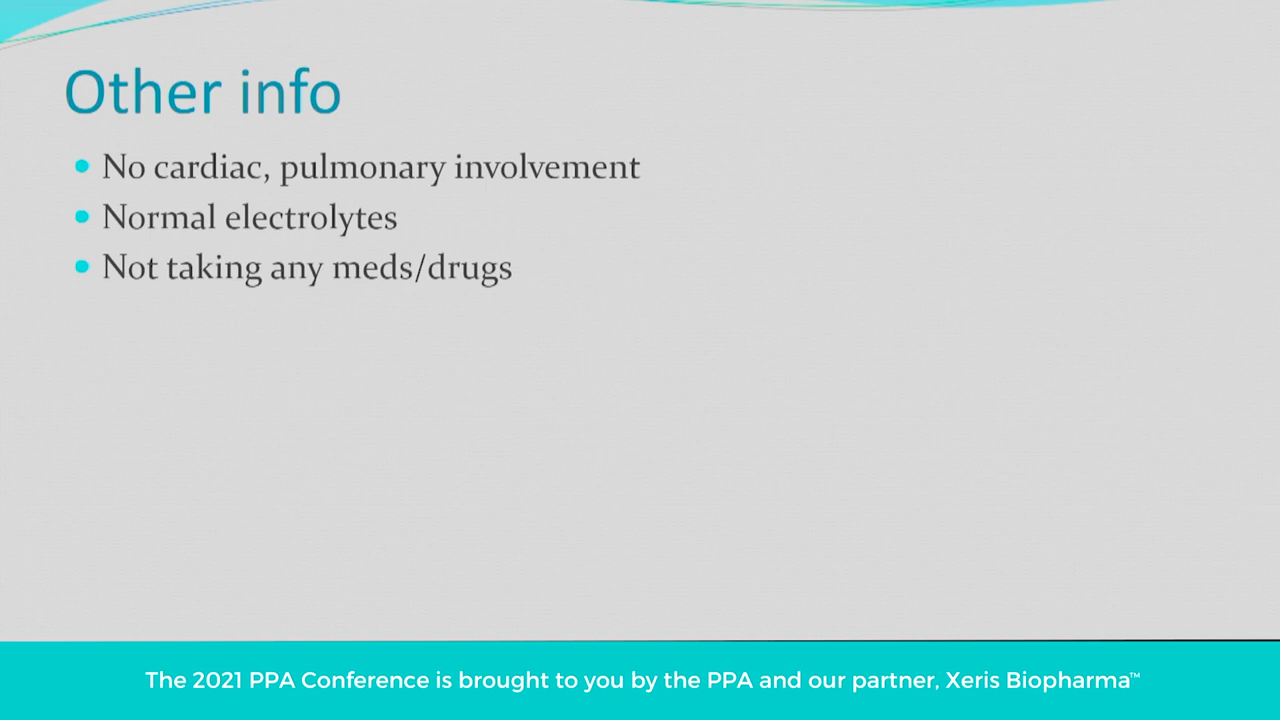 Other info
No cardiac, pulmonary involvement
Normal electrolytes
Not taking any meds/drugs
The 2021 PPA Conference is brought to you by the PPA and our partner, Xeris Biopharma™